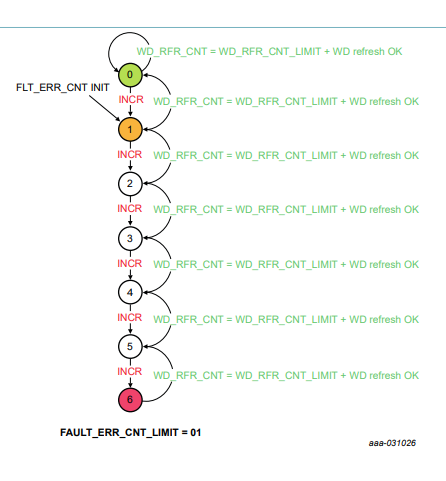 WD_RFR_CNT = WD_RFR_CNT_LIMIT + WD refresh OK
0
FLT_ERR_CNT INIT
INCR
WD_RFR_CNT = WD_RFR_CNT_LIMIT + WD refresh OK
1
INCR
WD_RFR_CNT = WD_RFR_CNT_LIMIT + WD refresh OK
2
INCR
WD_RFR_CNT = WD_RFR_CNT_LIMIT + WD refresh OK
3
INCR
WD_RFR_CNT = WD_RFR_CNT_LIMIT + WD refresh OK
4
INCR
WD_RFR_CNT = WD_RFR_CNT_LIMIT + WD refresh OK
5
INCR
WD_RFR_CNT = WD_RFR_CNT_LIMIT + WD refresh OK
6
FAULT_ERR_CNT_LIMIT = 01
aaa-031026